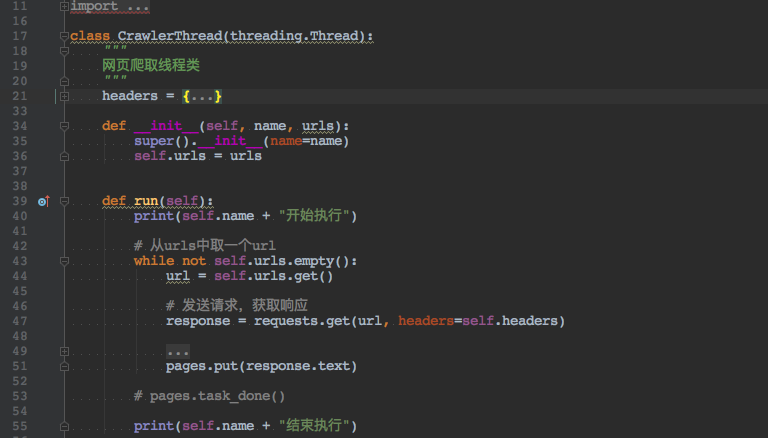 11 import ...
16
17 class CrawlerThread(threading.Thread):
18     """
19     网页爬取线程类
20     """
21     headers = {...}
33
34     def __init__(self, name, urls):
35         super().__init__(name=name)
36         self.urls = urls
37
38
39     def run(self):
40         print(self.name + "开始执行")
41
42         # 从urls中取一个url
43         while not self.urls.empty():
44             url = self.urls.get()
45
46             # 发送请求，获取响应
47             response = requests.get(url, headers=self.headers)
48
49             ...
51             pages.put(response.text)
52
53         # pages.task_done()
54
55         print(self.name + "结束执行")